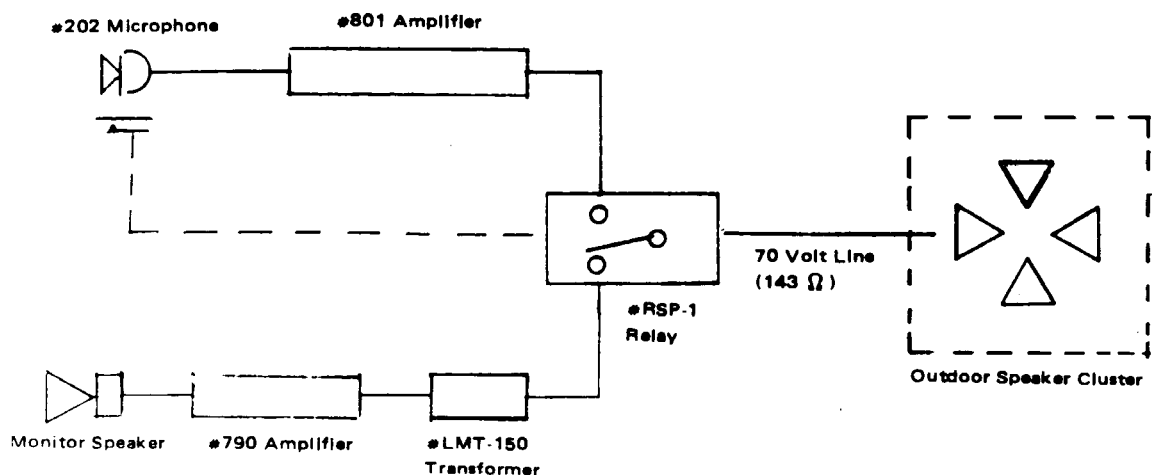 #202 Microphone
#801 Amplifier
70 Volt Line
(143 Ω)
#RSP-1
Relay
Outdoor Speaker Cluster
Monitor Speaker
#790 Amplifier
#LMT-150
Transformer